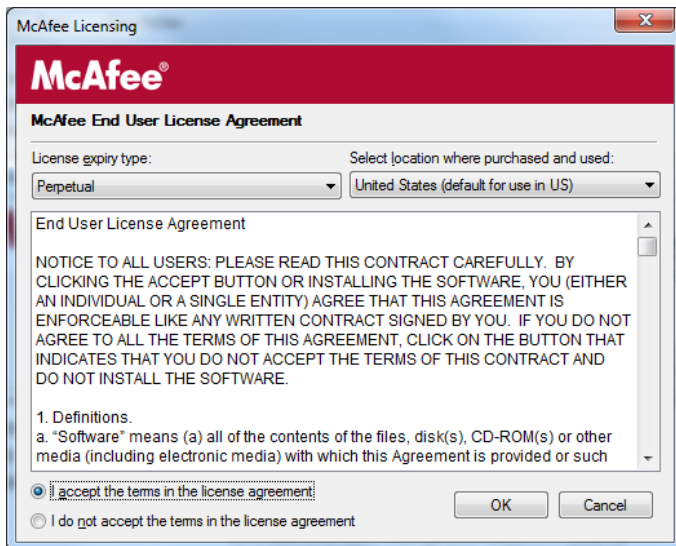 McAfee Licensing
McAfee®
McAfee End User License Agreement
License expiry type:
Select location where purchased and used:
Perpetual
United States (default for use in US)
End User License Agreement
NOTICE TO ALL USERS: PLEASE READ THIS CONTRACT CAREFULLY. BY
CLICKING THE ACCEPT BUTTON OR INSTALLING THE SOFTWARE, YOU (EITHER
AN INDIVIDUAL OR A SINGLE ENTITY) AGREE THAT THIS AGREEMENT IS
ENFORCEABLE LIKE ANY WRITTEN CONTRACT SIGNED BY YOU. IF YOU DO NOT
AGREE TO ALL THE TERMS OF THIS AGREEMENT, CLICK ON THE BUTTON THAT
INDICATES THAT YOU DO NOT ACCEPT THE TERMS OF THIS CONTRACT AND
DO NOT INSTALL THE SOFTWARE.
1. Definitions.
a. “Software” means (a) all of the contents of the files, disk(s), CD-ROM(s) or other
media (including electronic media) with which this Agreement is provided or such
I accept the terms in the license agreement
I do not accept the terms in the license agreement
OK
Cancel